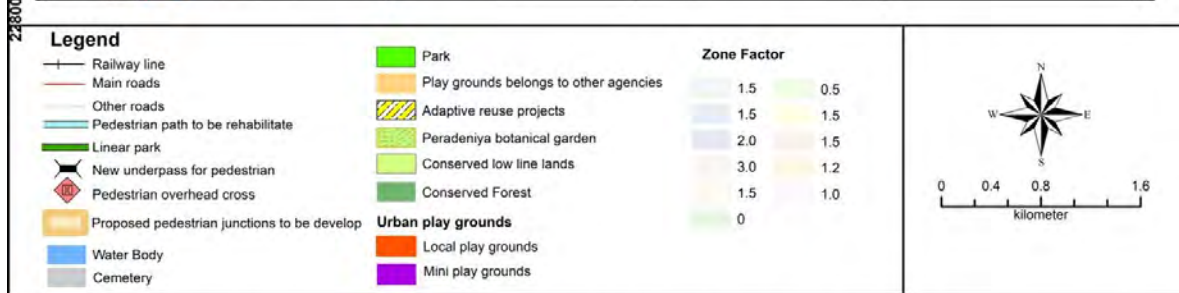 22800
Legend
Railway line
Main roads
Other roads
Pedestrian path to be rehabilitate
Linear park
New underpass for pedestrian
Pedestrian overhead cross
Proposed pedestrian junctions to be develop
Water Body
Cemetery
Park
Play grounds belongs to other agencies
Adaptive reuse projects
Peradeniya botanical garden
Conserved low line lands
Conserved Forest
Urban play grounds
Local play grounds
Mini play grounds
Zone Factor
1.5
1.5
2.0
3.0
1.5
0
0.5
1.5
1.5
1.2
1.0
N
W E
S
0 0.4 0.8 1.6
kilometer